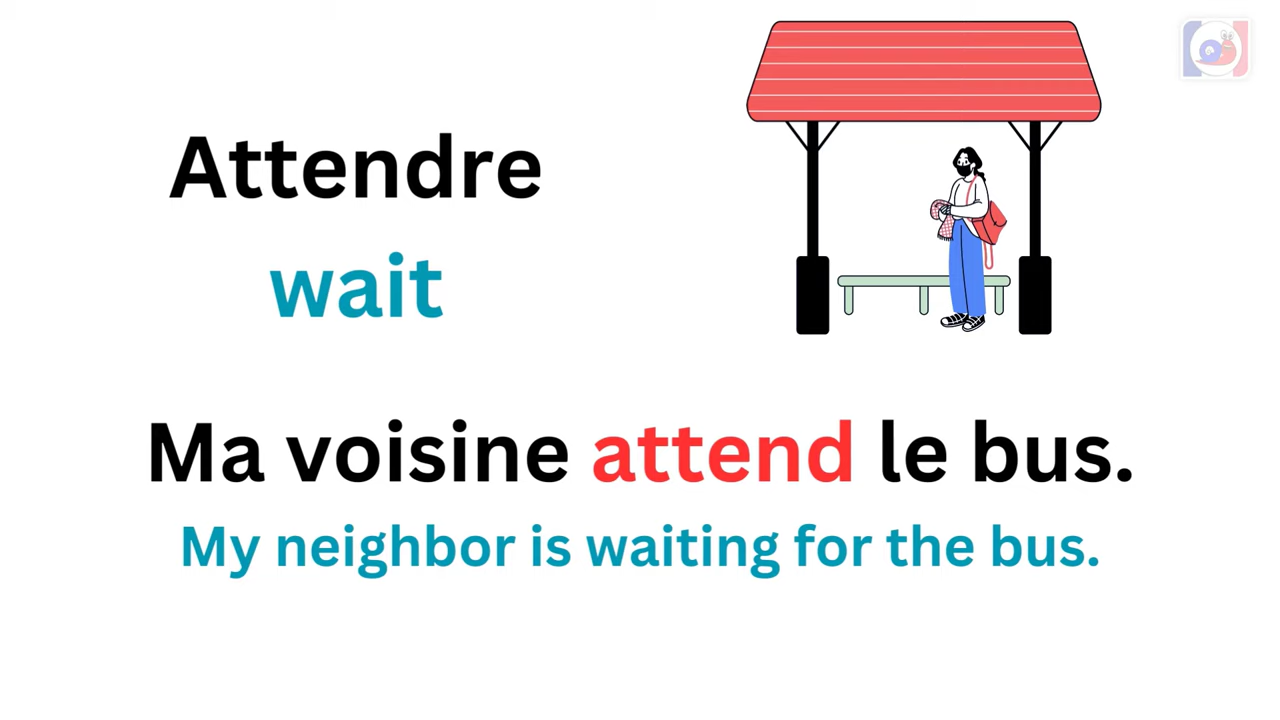 Attendre
wait
Ma voisine attend le bus.
My neighbor is waiting for the bus.